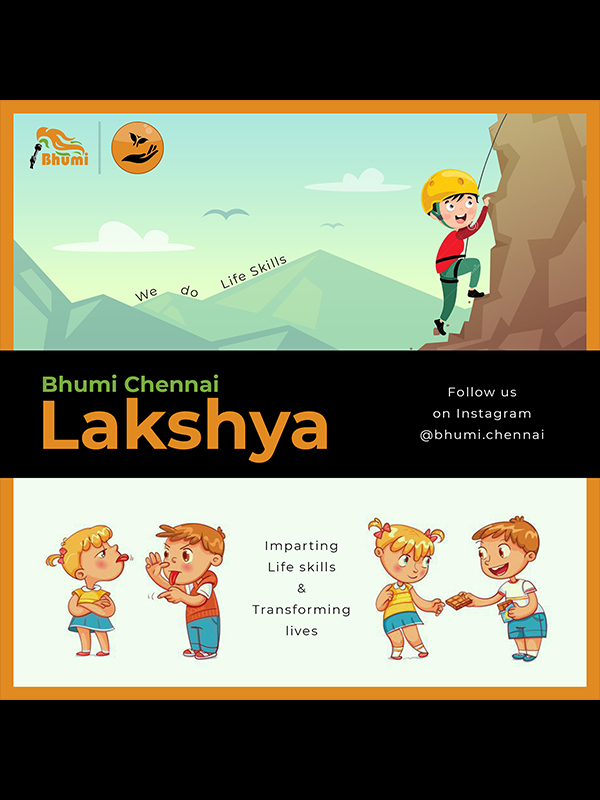 Bhumi
We do Life Skills
Bhumi Chennai
Lakshya
Follow us
on Instagram
@bhumi.chennai
Imparting
Life skills
&
Transforming
lives